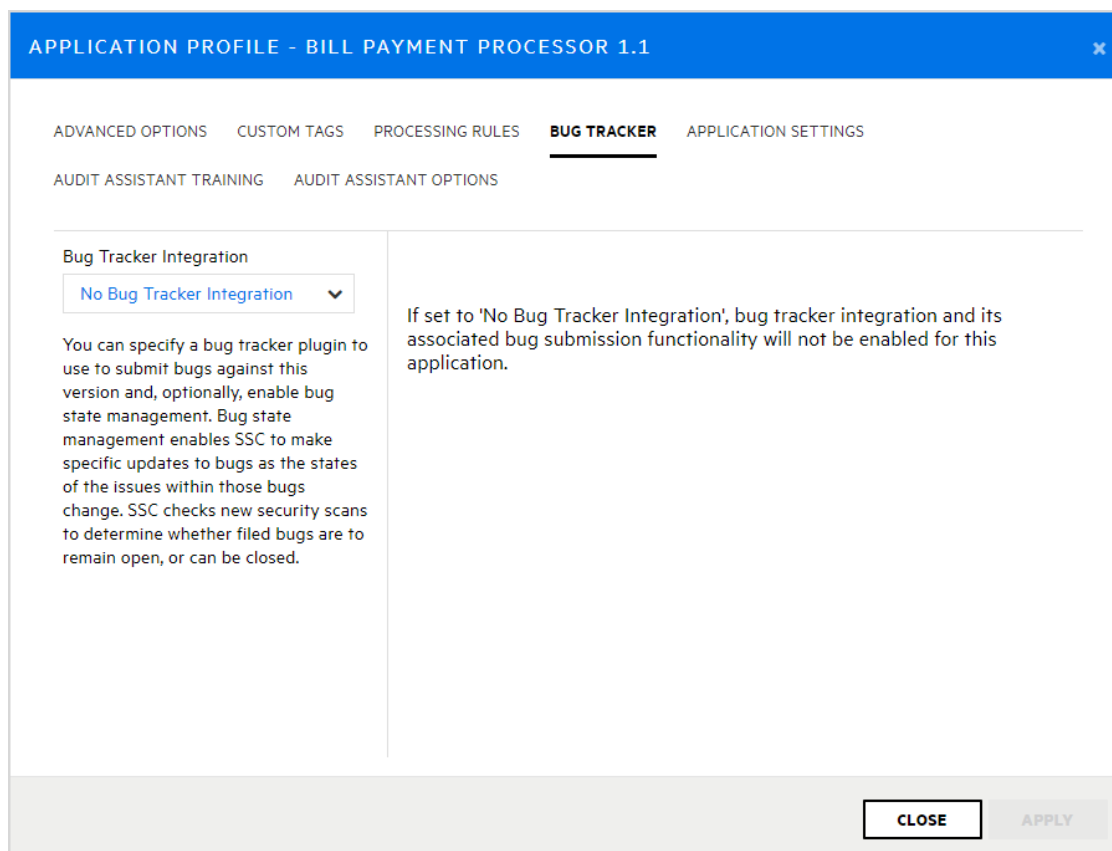 APPLICATION PROFILE - BILL PAYMENT PROCESSOR 1.1
ADVANCED OPTIONS CUSTOM TAGS PROCESSING RULES BUG TRACKER APPLICATION SETTINGS
AUDIT ASSISTANT TRAINING AUDIT ASSISTANT OPTIONS
Bug Tracker Integration
No Bug Tracker Integration
You can specify a bug tracker plugin to
use to submit bugs against this
version and, optionally, enable bug
state management. Bug state
management enables SSC to make
specific updates to bugs as the states
of the issues within those bugs
change. SSC checks new security scans
to determine whether filed bugs are to
remain open, or can be closed.
If set to 'No Bug Tracker Integration', bug tracker integration and its
associated bug submission functionality will not be enabled for this
application.
CLOSE APPLY